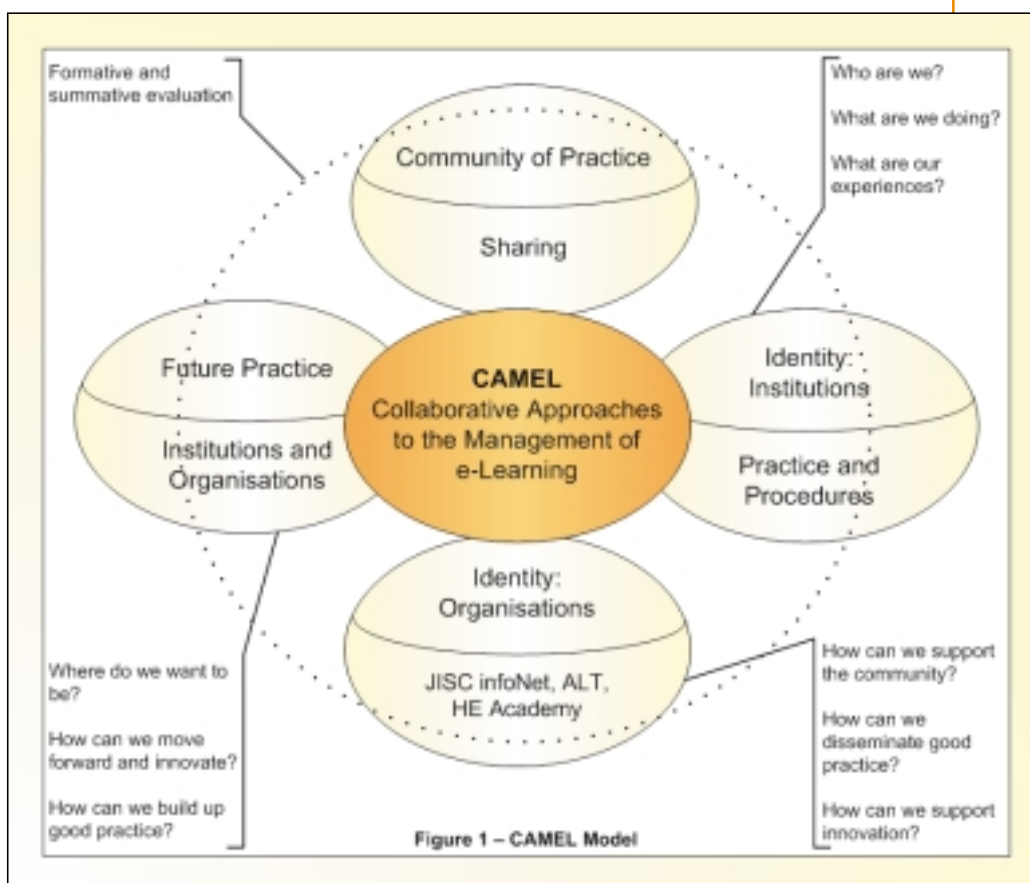 Formative and
summative evaluation
Who are we?
What are we doing?
What are our
experiences?
Community of Practice
Sharing
Future Practice
Institutions and
Organisations
CAMEL
Collaborative Approaches
to the Management of
e-Learning
Identity:
Institutions
Practice and
Procedures
Identity:
Organisations
JISC infoNet, ALT,
HE Academy
Where do we want to
be?
How can we move
forward and innovate?
How can we build up
good practice?
How can we support
the community?
How can we
disseminate good
practice?
How can we support
innovation?
Figure 1 – CAMEL Model